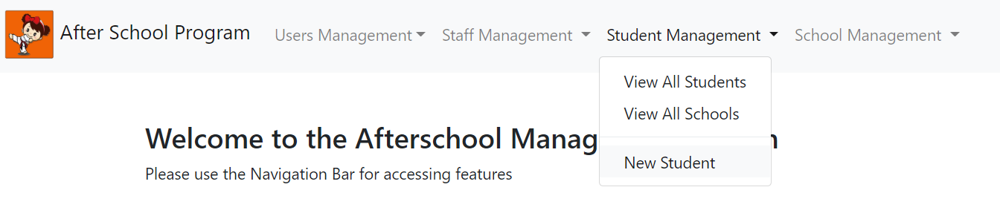 After School Program
Users Management
Staff Management
Student Management
School Management
View All Students
View All Schools
New Student
Welcome to the Afterschool Manag
Please use the Navigation Bar for accessing features